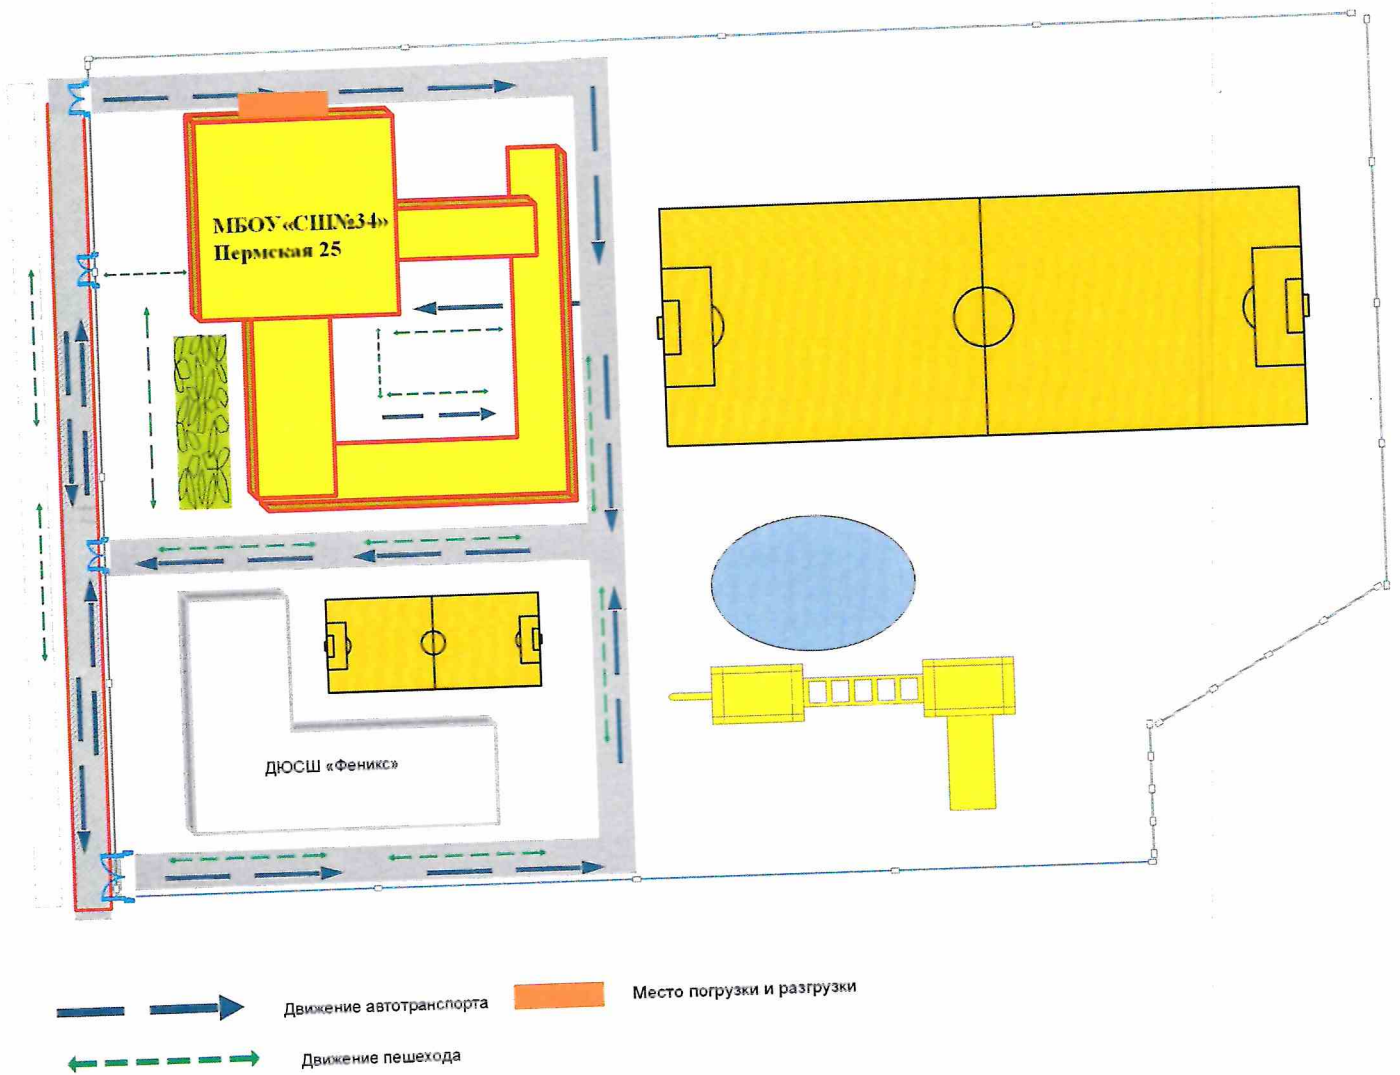 МБОУ«СШ№34»
Пермская 25
ДЮСШ «Феникс»
Движение автотранспорта
Место погрузки и разгрузки
Движение пешехода